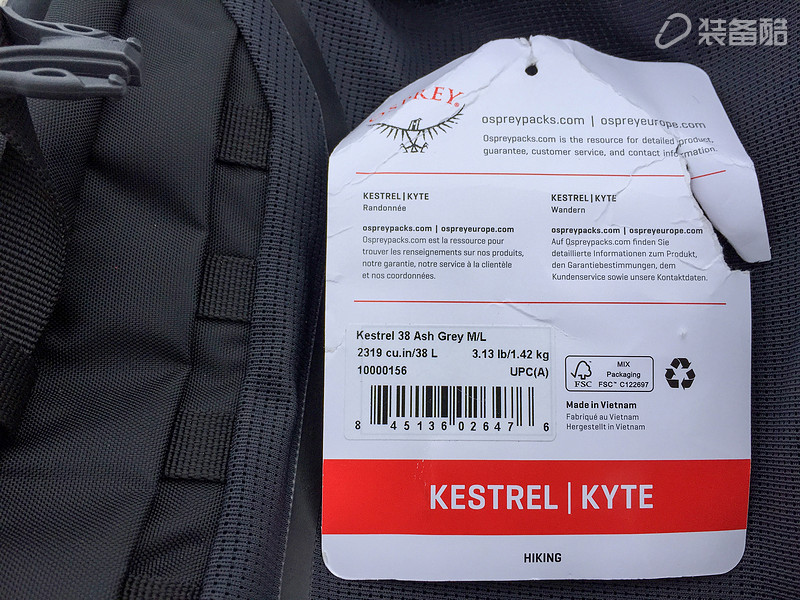 装备酷
OSPREY
ospreypacks.com | ospreyeurope.com
Ospreypacks.com is the resource for detailed product,
guarantee, customer service, and contact information.
KESTREL|KYTE
Randonnée
ospreypacks.com | ospreyeurope.com
Ospreypacks.com est la ressource pour
trouver les renseignements sur nos produits,
notre garantie, notre service à la clientèle
et nos coordonnées.
KESTREL|KYTE
Wandern
ospreypacks.com | ospreyeurope.com
Auf Ospreypacks.com finden Sie
detaillierte Informationen zum Produkt,
den Garantiebestimmungen, dem
Kundenservice sowie unsere Kontaktdaten.
Kestrel 38 Ash Grey M/L
2319 cu.in/38 L 3.13 lb/1.42 kg
10000156 UPC(A)
8 45136 02647 6
FSC
MIX
Packaging
FSC™ C122697
Made in Vietnam
Fabriqué au Vietnam
Hergestellt in Vietnam
KESTREL | KYTE
HIKING